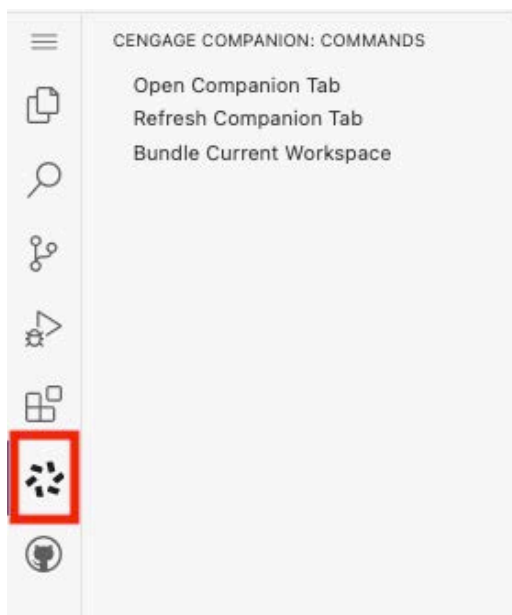 CENGAGE COMPANION: COMMANDS
Open Companion Tab
Refresh Companion Tab
Bundle Current Workspace